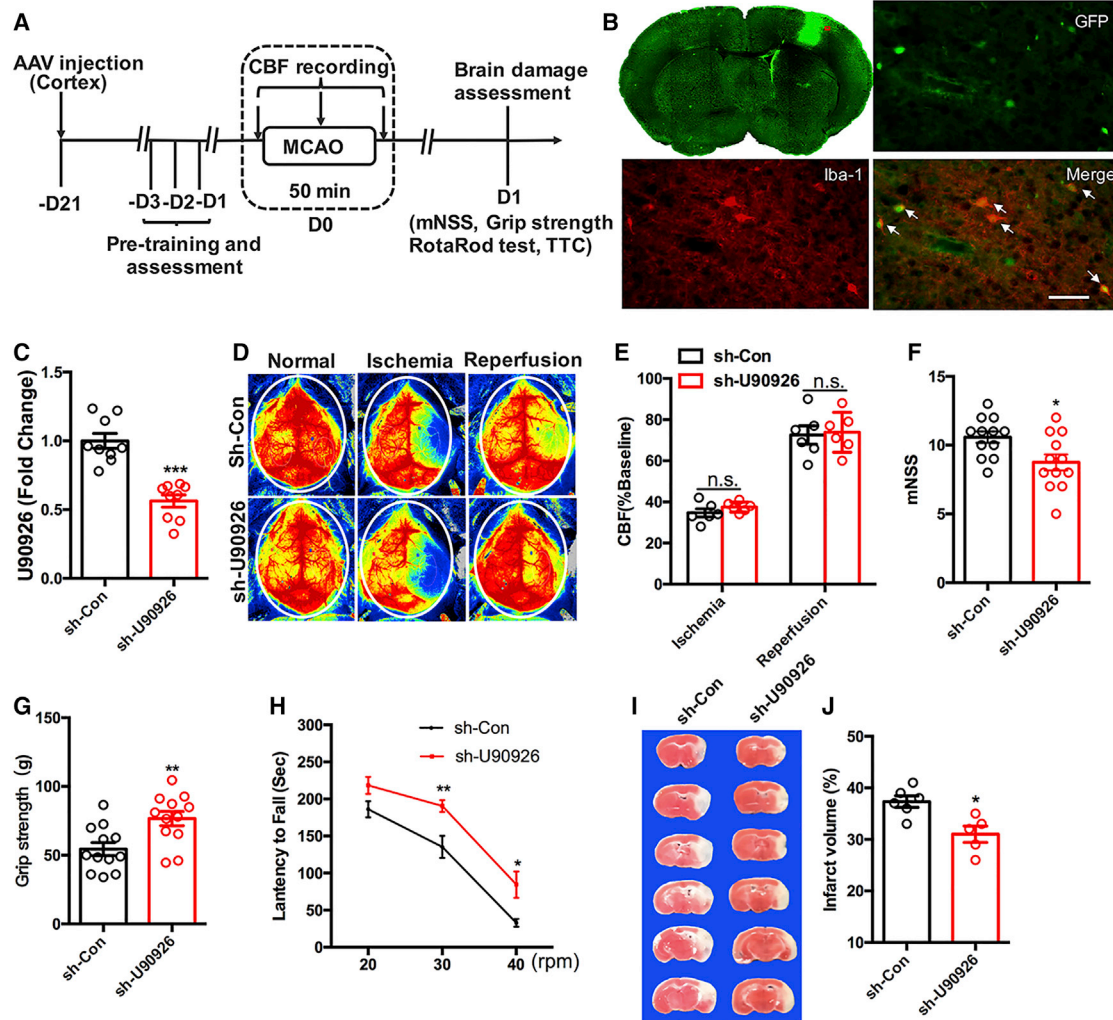 A
AAV injection
(Cortex)
CBF recording
MCAO
50 min
D0
Brain damage
assessment
-D21
-D3
-D2
-D1
Pre-training and
assessment
D1
(mNSS, Grip strength
RotaRod test, TTC)
B
GFP
Iba-1
Merge
C
U90926 (Fold Change)
1.5
1.0
0.5
0.0
***
sh-Con
sh-U90926
D
Normal
Ischemia
Reperfusion
Sh-Con
sh-U90926
E
sh-Con
sh-U90926
CBF(%Baseline)
100
80
60
40
20
0
n.s.
n.s.
Ischemia
Reperfusion
F
mNSS
15
10
5
0
*
sh-Con
sh-U90926
G
Grip strength (g)
150
100
50
0
**
sh-Con
sh-U90926
H
Lantency to Fall (Sec)
300
250
200
150
100
50
0
sh-Con
sh-U90926
**
*
20
30
40
(rpm)
I
sh-Con
sh-U90926
J
Infarct volume (%)
50
40
30
20
10
*
sh-Con
sh-U90926